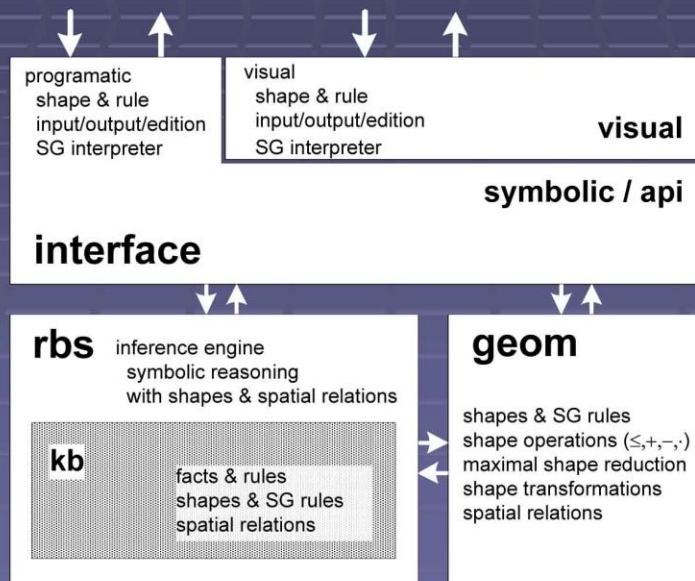 programatic
shape & rule
input/output/edition
SG interpreter
visual
shape & rule
input/output/edition
SG interpreter
visual
symbolic / api
interface
rbs
inference engine
symbolic reasoning
with shapes & spatial relations
kb
facts & rules
shapes & SG rules
spatial relations
geom
shapes & SG rules
shape operations (≤,+,−,·)
maximal shape reduction
shape transformations
spatial relations